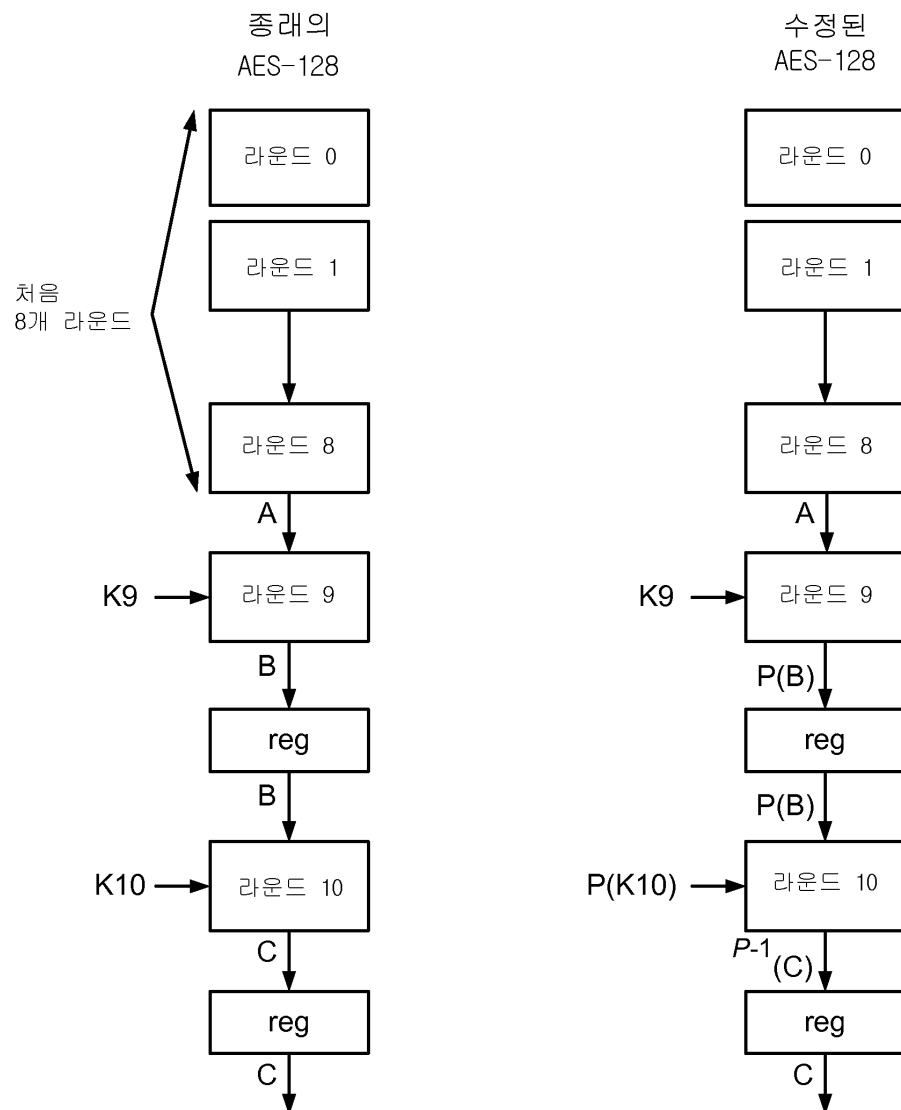 종래의
AES-128
라운드 0
라운드 1
처음
8개 라운드
라운드 8
A
K9
라운드 9
B
reg
B
K10
라운드 10
C
reg
C
수정된
AES-128
라운드 0
라운드 1
라운드 8
A
K9
라운드 9
P(B)
reg
P(B)
P(K10)
라운드 10
P-1(C)
reg
C